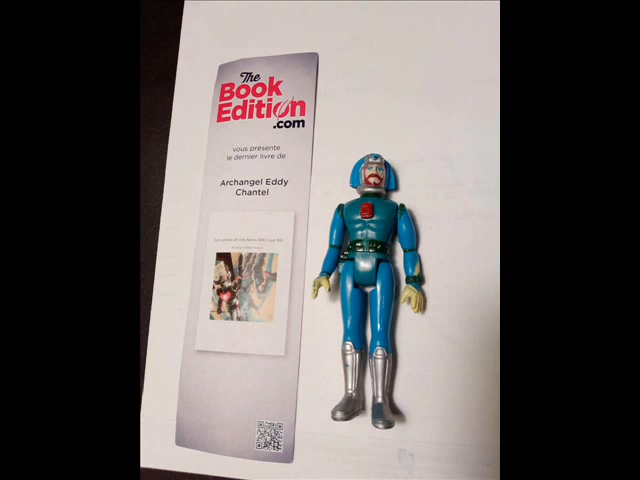 The
Book
Edition
.com
vous présente
le dernier livre de
Archangel Eddy
Chantel